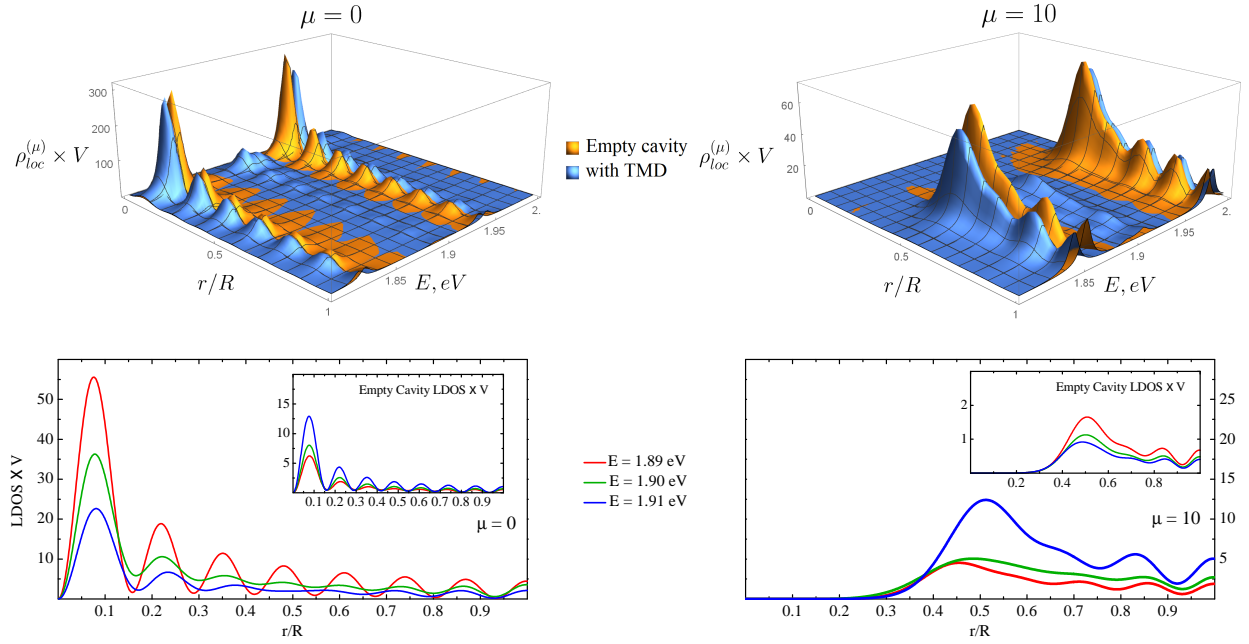 μ = 0
300
200
100
ρ_loc^(μ) × V
0
0.5
1
r/R
1.85
1.9
1.95
2.
E, eV
Empty cavity
with TMD
μ = 10
60
40
20
ρ_loc^(μ) × V
0
0.5
1
r/R
1.85
1.9
1.95
2.
E, eV
LDOS X V
50
40
30
20
10
0.1 0.2 0.3 0.4 0.5 0.6 0.7 0.8 0.9
r/R
Empty Cavity LDOS X V
15
10
5
0.1 0.2 0.3 0.4 0.5 0.6 0.7 0.8 0.9
μ = 0
E = 1.89 eV
E = 1.90 eV
E = 1.91 eV
Empty Cavity LDOS X V
2
1
0.2 0.4 0.6 0.8
μ = 10
25
20
15
10
5
0.1 0.2 0.3 0.4 0.5 0.6 0.7 0.8 0.9
r/R